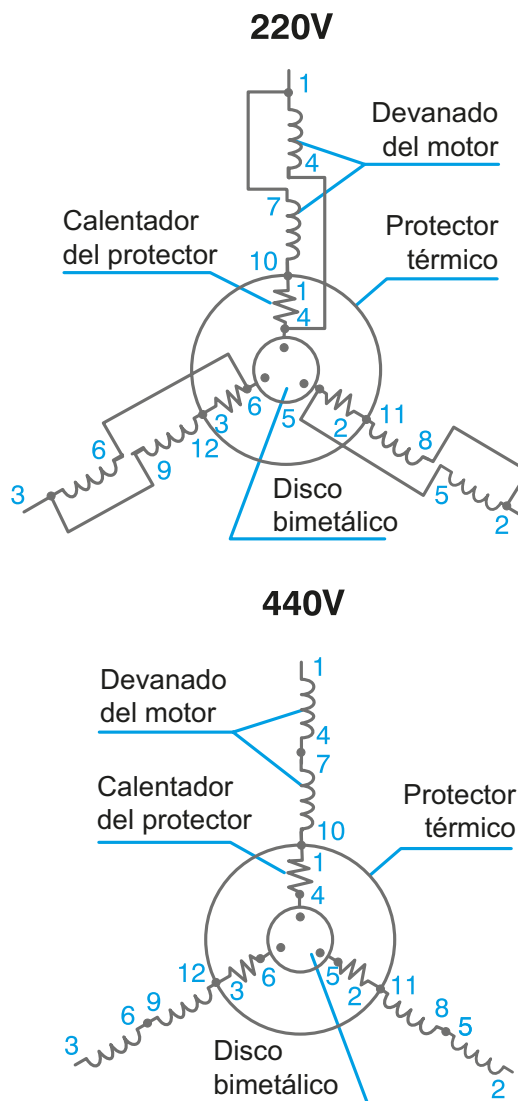 220V
1
Devanado
del motor
4
7
Calentador
del protector
Protector
térmico
10
1
4
6
5
3
2
11
12
8
6
9
5
3
2
Disco
bimetálico
440V
1
Devanado
del motor
4
7
Calentador
del protector
Protector
térmico
10
1
4
12
6
5
11
3
2
9
8
6
5
3
2
Disco
bimetálico